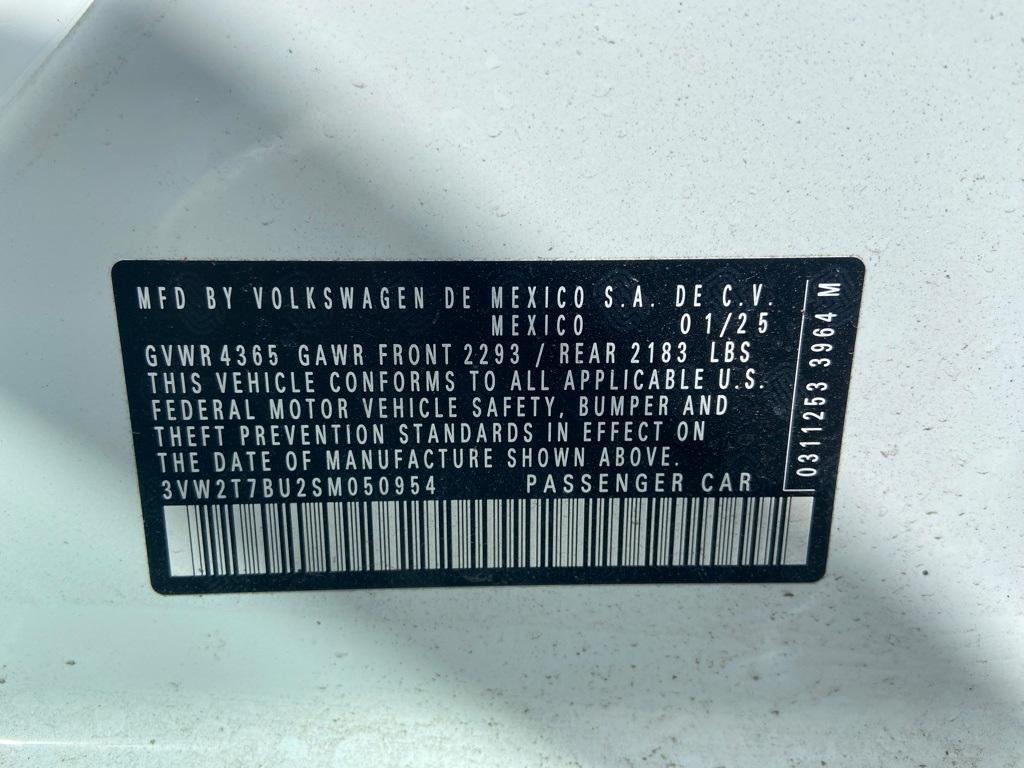 MFD BY VOLKSWAGEN DE MEXICO S.A. DE C.V.
MEXICO 01/25
GVWR 4365 GAWR FRONT 2293 / REAR 2183 LBS
THIS VEHICLE CONFORMS TO ALL APPLICABLE U.S.
FEDERAL MOTOR VEHICLE SAFETY, BUMPER AND
THEFT PREVENTION STANDARDS IN EFFECT ON
THE DATE OF MANUFACTURE SHOWN ABOVE.
3VW2T7BU2SM050954 PASSENGER CAR
0311253 3964 M